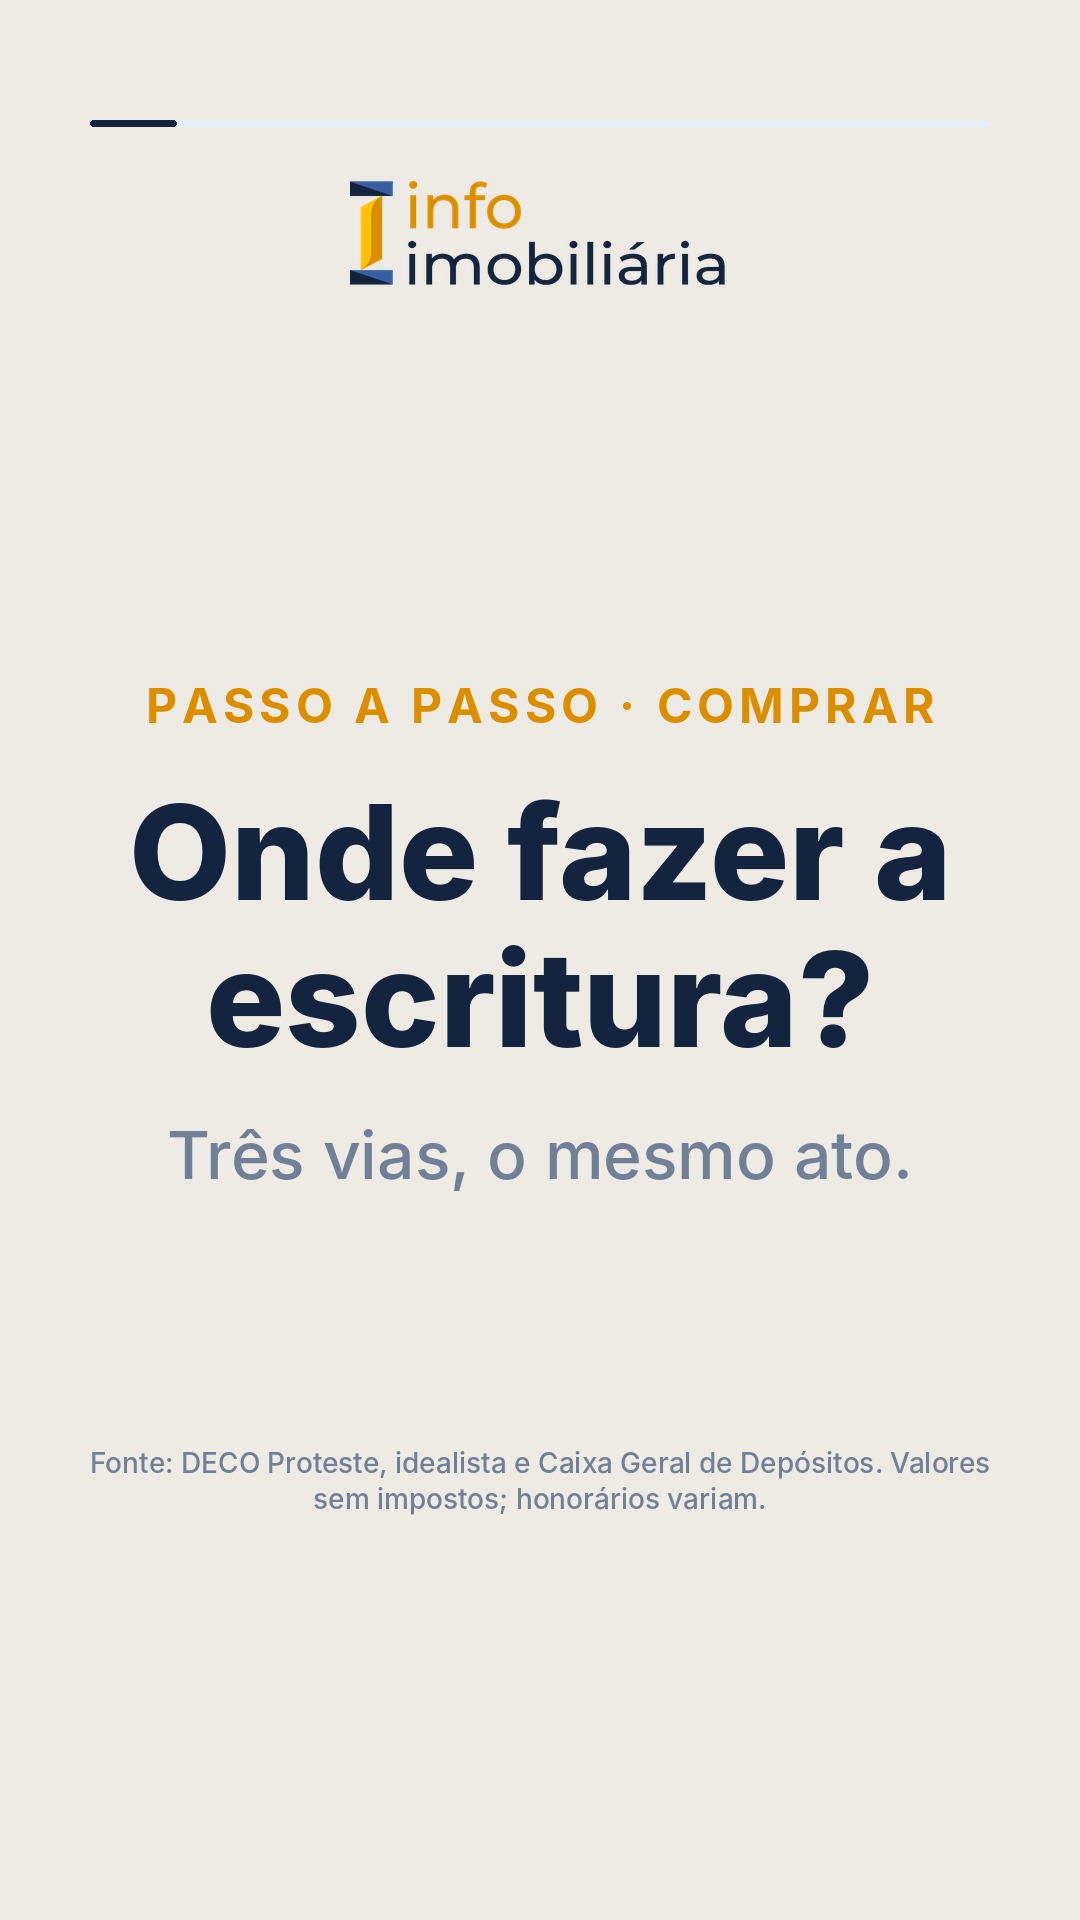 info
imobiliária
PASSO A PASSO · COMPRAR
Onde fazer a
escritura?
Três vias, o mesmo ato.
Fonte: DECO Proteste, idealista e Caixa Geral de Depósitos. Valores
sem impostos; honorários variam.